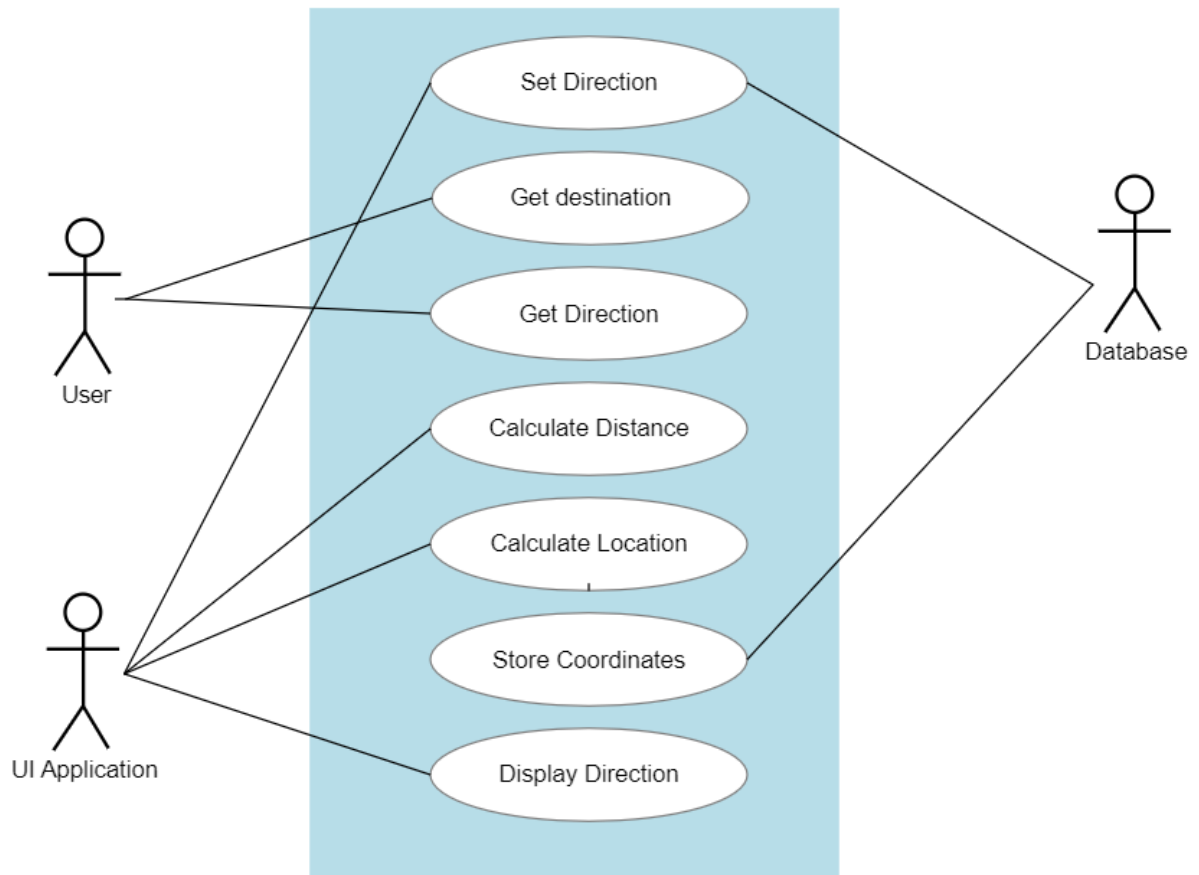 Set Direction
Get destination
Get Direction
User
Database
Calculate Distance
Calculate Location
Store Coordinates
UI Application
Display Direction